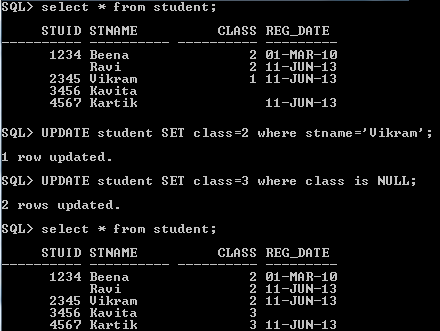 SQL> select * from student;
STUID STNAME CLASS REG_DATE
---------- ---------- ---------- ---------
1234 Beena 2 01-MAR-10
Ravi 2 11-JUN-13
2345 Vikram 1 11-JUN-13
3456 Kavita
4567 Kartik 11-JUN-13
SQL> UPDATE student SET class=2 where stname='Vikram';
1 row updated.
SQL> UPDATE student SET class=3 where class is NULL;
2 rows updated.
SQL> select * from student;
STUID STNAME CLASS REG_DATE
---------- ---------- ---------- ---------
1234 Beena 2 01-MAR-10
Ravi 2 11-JUN-13
2345 Vikram 2 11-JUN-13
3456 Kavita 3
4567 Kartik 3 11-JUN-13